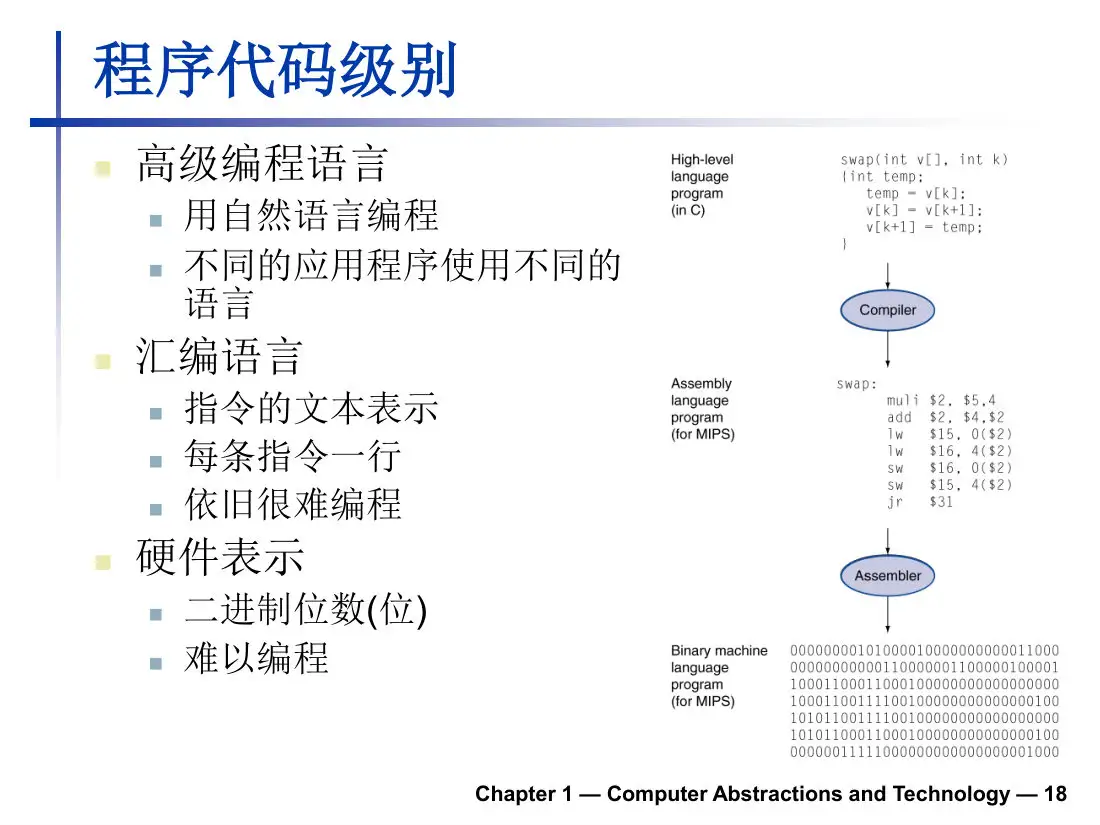 程序代码级别
高级编程语言
用自然语言编程
不同的应用程序使用不同的
语言
汇编语言
指令的文本表示
每条指令一行
依旧很难编程
硬件表示
二进制位数(位)
难以编程
High-level
language
program
(in C)
swap(int v[], int k)
{int temp;
temp = v[k];
v[k] = v[k+1];
v[k+1] = temp;
}
Compiler
Assembly
language
program
(for MIPS)
swap:
muli $2, $5,4
add $2, $4,$2
lw $15, 0($2)
lw $16, 4($2)
sw $16, 0($2)
sw $15, 4($2)
jr $31
Assembler
Binary machine
language
program
(for MIPS)
00000000101000010000000000011000
00000000000110000001100000100001
10001100011000100000000000000000
10001100111100100000000000000100
10101100111100100000000000000000
10101100011000100000000000000100
00000011111000000000000000001000
Chapter 1 — Computer Abstractions and Technology — 18